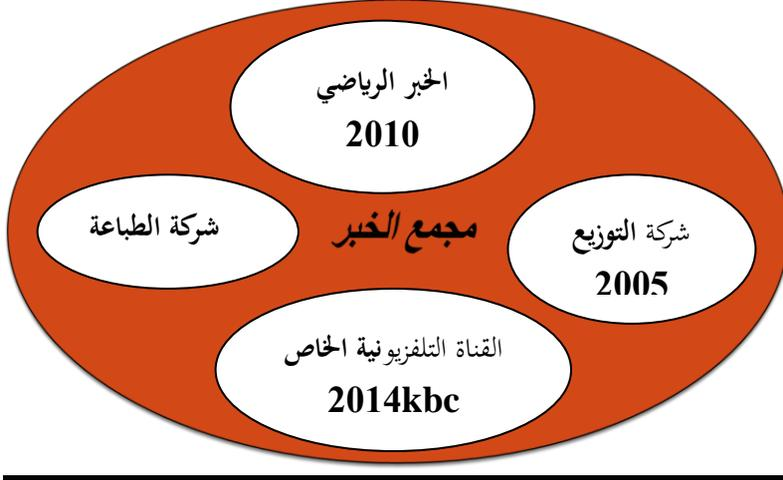 الخبر الرياضي
2010
شركة التوزيع
2005
مجمع الخبر
شركة الطباعة
القناة التلفزيونية الخاص
2014kbc